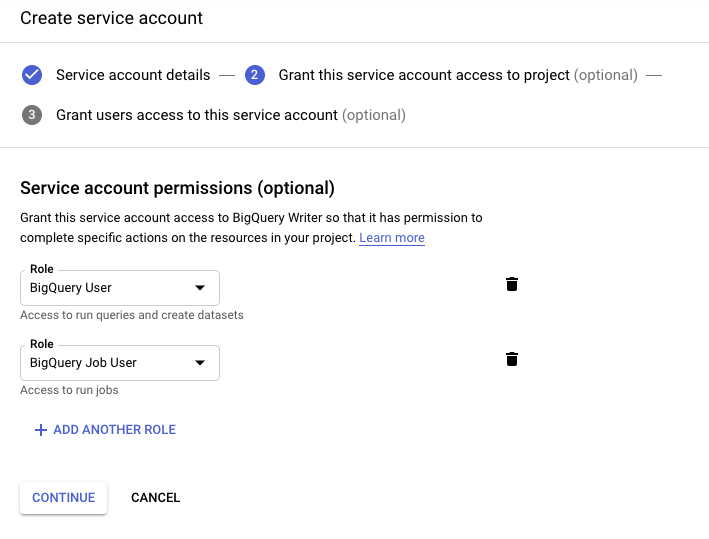 Create service account
Service account details — 2 Grant this service account access to project (optional) —
3 Grant users access to this service account (optional)
Service account permissions (optional)
Grant this service account access to BigQuery Writer so that it has permission to
complete specific actions on the resources in your project. Learn more
Role
BigQuery User
Access to run queries and create datasets
Role
BigQuery Job User
Access to run jobs
+ ADD ANOTHER ROLE
CONTINUE CANCEL